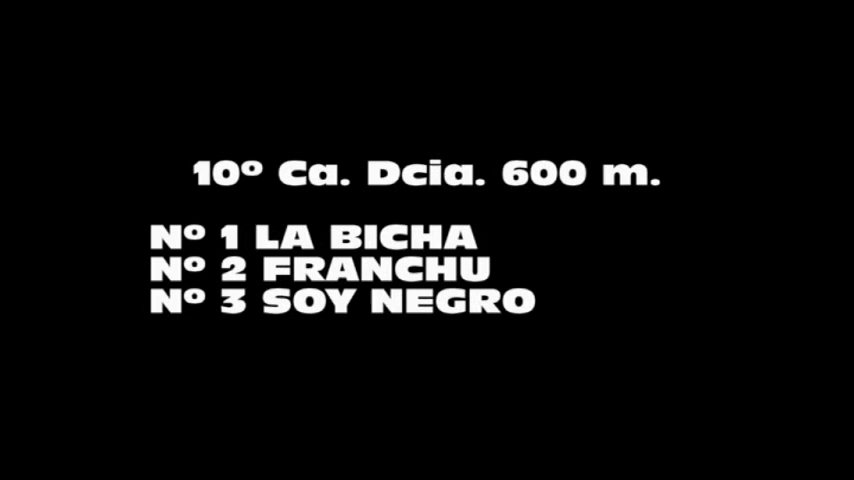 10º Ca. Dcia. 600 m.
Nº 1 LA BICHA
Nº 2 FRANCHU
Nº 3 SOY NEGRO